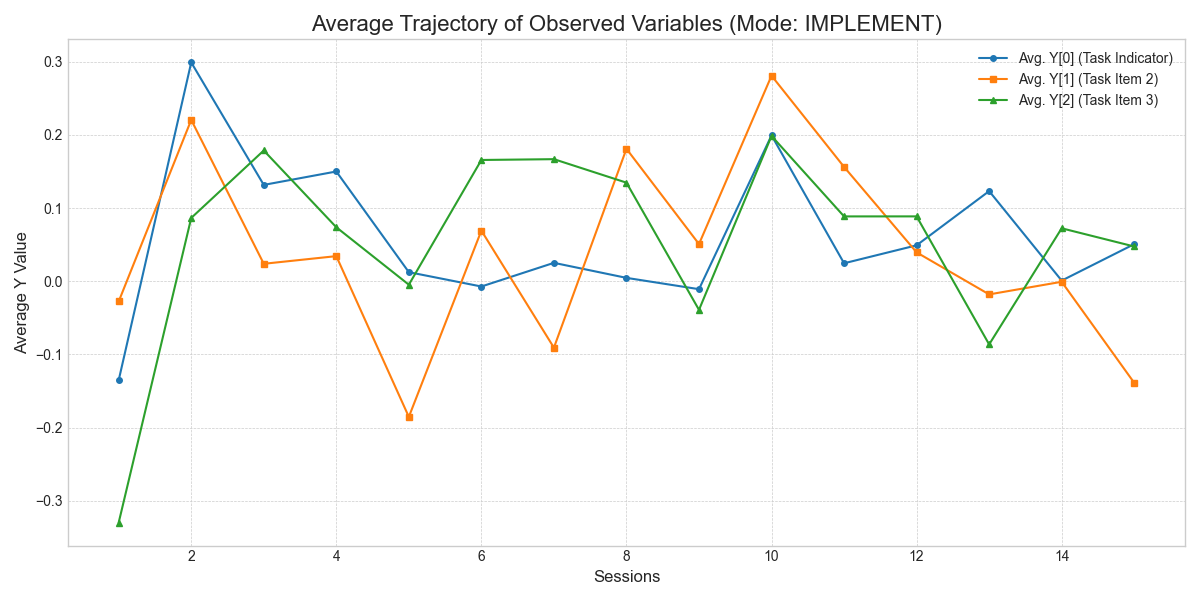 Average Trajectory of Observed Variables (Mode: IMPLEMENT)
Avg. Y[0] (Task Indicator)
Avg. Y[1] (Task Item 2)
Avg. Y[2] (Task Item 3)
Average Y Value
0.3
0.2
0.1
0.0
−0.1
−0.2
−0.3
2 4 6 8 10 12 14
Sessions